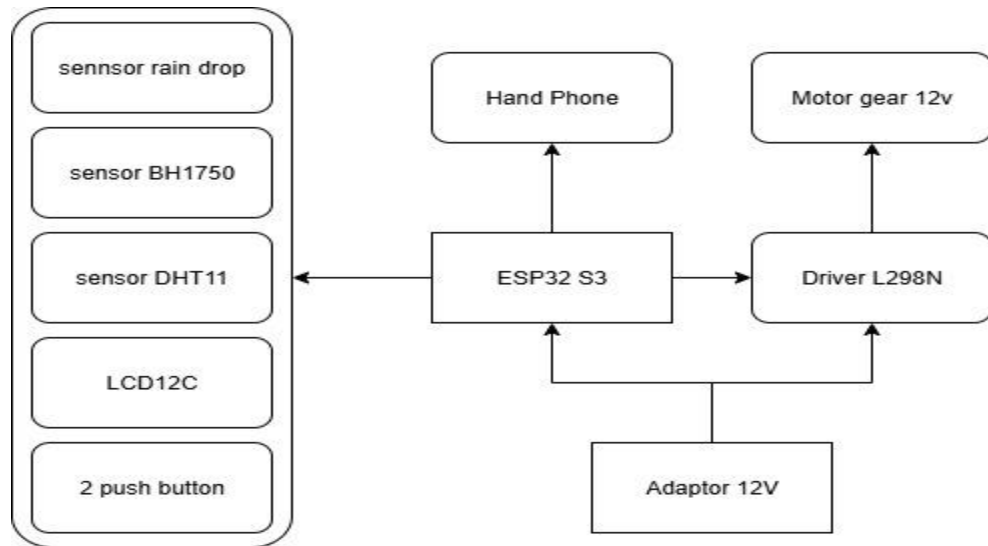 sennsor rain drop
sensor BH1750
sensor DHT11
LCD12C
2 push button
Hand Phone
Motor gear 12v
ESP32 S3
Driver L298N
Adaptor 12V